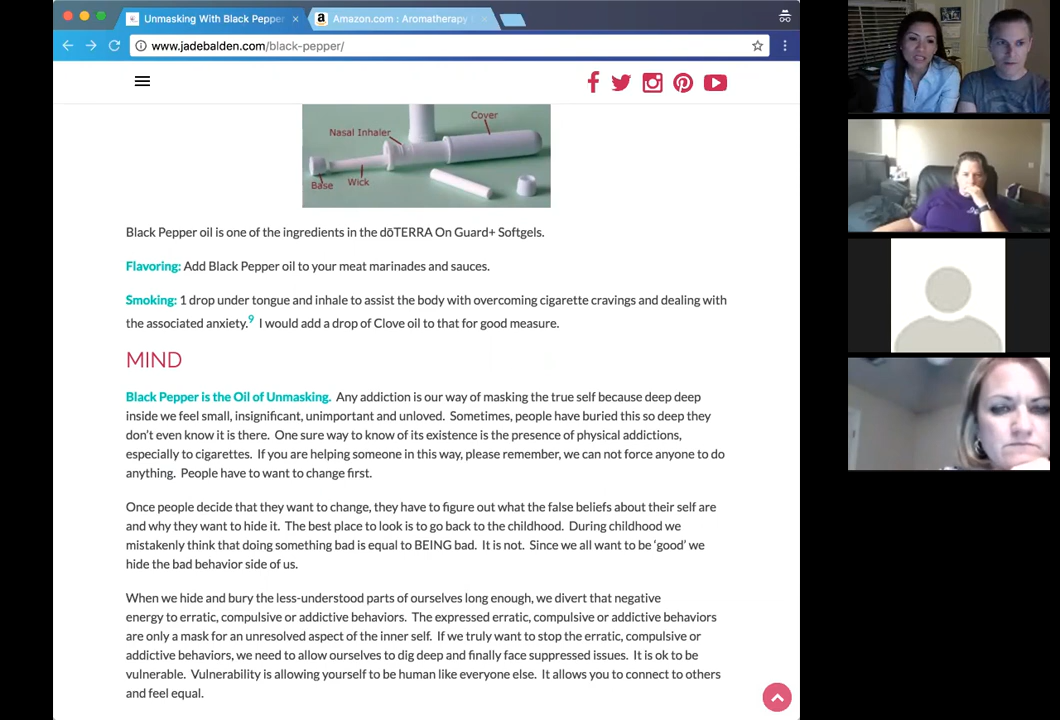 Unmasking With Black Pepper
Amazon.com : Aromatherapy
www.jadebalden.com/black-pepper/
Cover
Nasal Inhaler
Base
Wick
Black Pepper oil is one of the ingredients in the dōTERRA On Guard+ Softgels.
Flavoring: Add Black Pepper oil to your meat marinades and sauces.
Smoking: 1 drop under tongue and inhale to assist the body with overcoming cigarette cravings and dealing with
the associated anxiety.9 I would add a drop of Clove oil to that for good measure.
MIND
Black Pepper is the Oil of Unmasking. Any addiction is our way of masking the true self because deep deep
inside we feel small, insignificant, unimportant and unloved. Sometimes, people have buried this so deep they
don't even know it is there. One sure way to know of its existence is the presence of physical addictions,
especially to cigarettes. If you are helping someone in this way, please remember, we can not force anyone to do
anything. People have to want to change first.
Once people decide that they want to change, they have to figure out what the false beliefs about their self are
and why they want to hide it. The best place to look is to go back to the childhood. During childhood we
mistakenly think that doing something bad is equal to BEING bad. It is not. Since we all want to be 'good' we
hide the bad behavior side of us.
When we hide and bury the less-understood parts of ourselves long enough, we divert that negative
energy to erratic, compulsive or addictive behaviors. The expressed erratic, compulsive or addictive behaviors
are only a mask for an unresolved aspect of the inner self. If we truly want to stop the erratic, compulsive or
addictive behaviors, we need to allow ourselves to dig deep and finally face suppressed issues. It is ok to be
vulnerable. Vulnerability is allowing yourself to be human like everyone else. It allows you to connect to others
and feel equal.